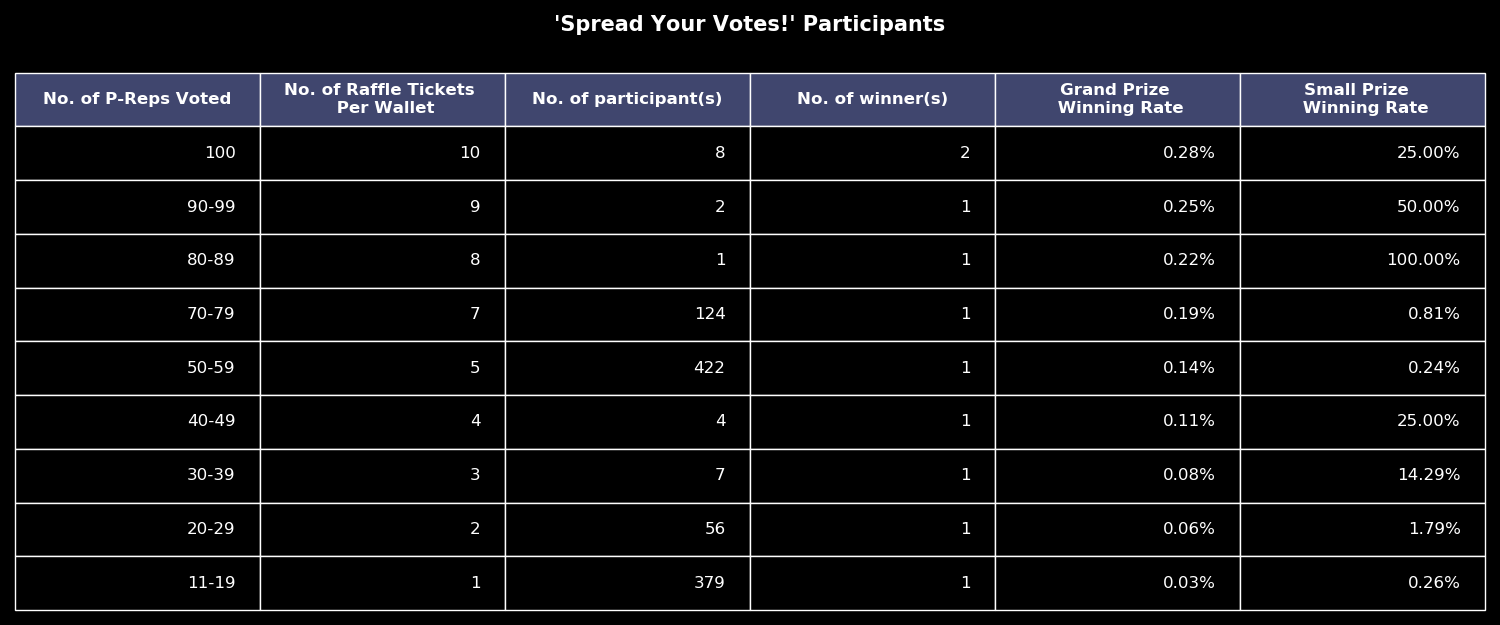 'Spread Your Votes!' Participants
No. of P-Reps Voted No. of Raffle Tickets Per Wallet No. of participant(s) No. of winner(s) Grand Prize Winning Rate Small Prize Winning Rate
100 10 8 2 0.28% 25.00%
90-99 9 2 1 0.25% 50.00%
80-89 8 1 1 0.22% 100.00%
70-79 7 124 1 0.19% 0.81%
50-59 5 422 1 0.14% 0.24%
40-49 4 4 1 0.11% 25.00%
30-39 3 7 1 0.08% 14.29%
20-29 2 56 1 0.06% 1.79%
11-19 1 379 1 0.03% 0.26%